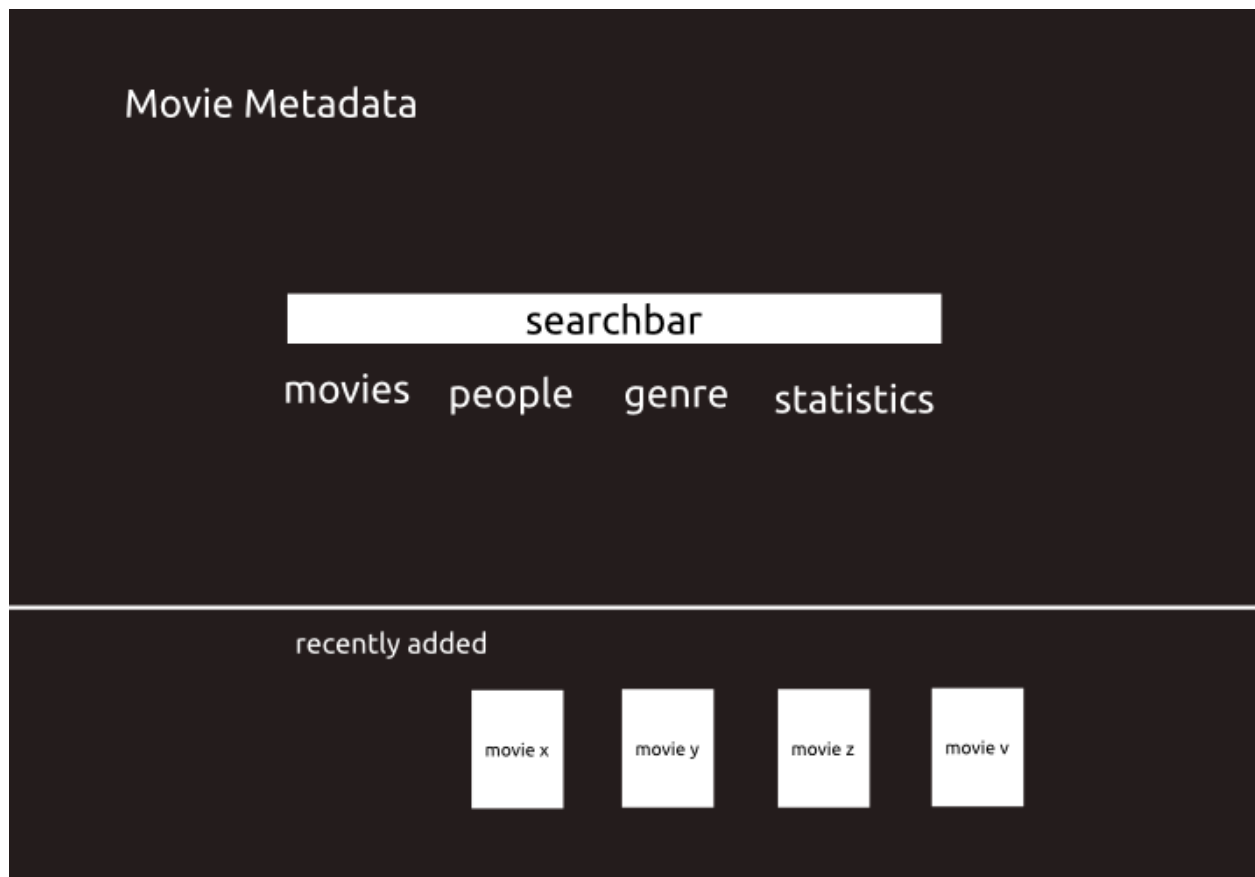 Movie Metadata
searchbar
movies people genre statistics
recently added
movie x movie y movie z movie v